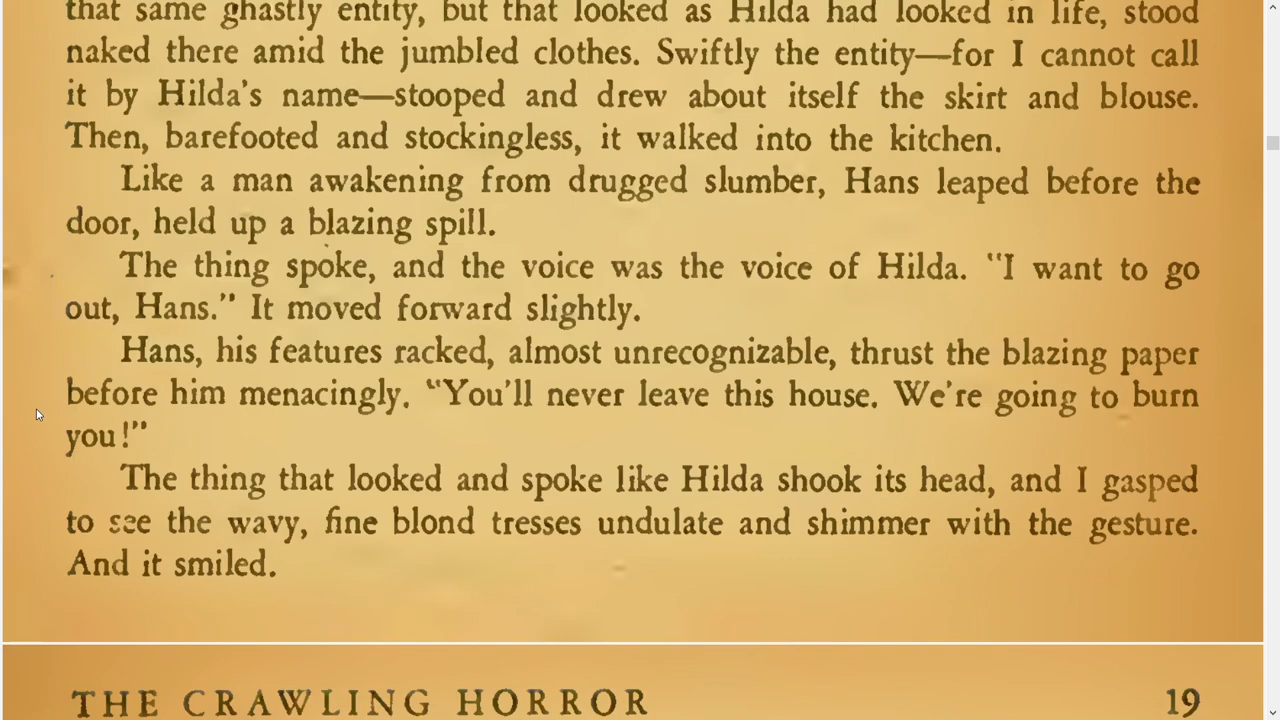 that same ghastly entity, but that looked as Hilda had looked in life, stood
naked there amid the jumbled clothes. Swiftly the entity—for I cannot call
it by Hilda's name—stooped and drew about itself the skirt and blouse.
Then, barefooted and stockingless, it walked into the kitchen.
Like a man awakening from drugged slumber, Hans leaped before the
door, held up a blazing spill.
The thing spoke, and the voice was the voice of Hilda. "I want to go
out, Hans." It moved forward slightly.
Hans, his features racked, almost unrecognizable, thrust the blazing paper
before him menacingly. "You'll never leave this house. We're going to burn
you!"
The thing that looked and spoke like Hilda shook its head, and I gasped
to see the wavy, fine blond tresses undulate and shimmer with the gesture.
And it smiled.
THE CRAWLING HORROR 19